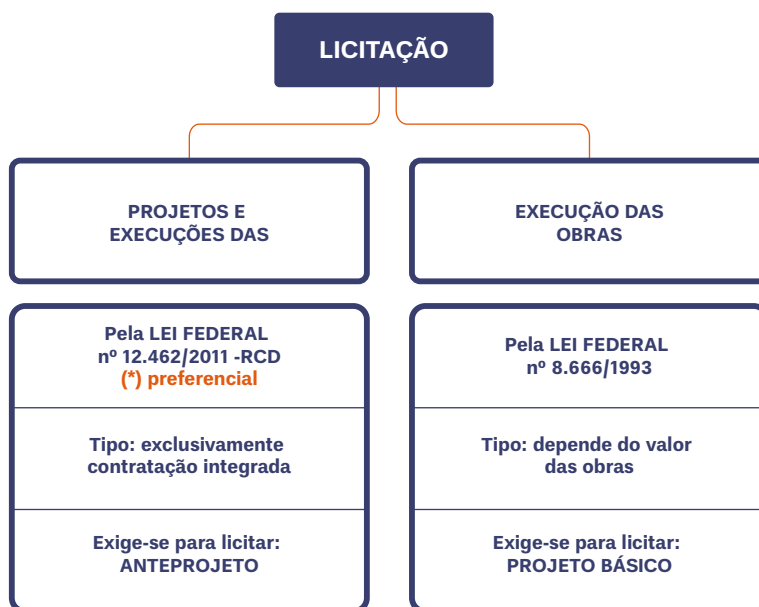 LICITAÇÃO
PROJETOS E
EXECUÇÕES DAS
Pela LEI FEDERAL
nº 12.462/2011 -RCD
(*) preferencial
Tipo: exclusivamente
contratação integrada
Exige-se para licitar:
ANTEPROJETO
EXECUÇÃO DAS
OBRAS
Pela LEI FEDERAL
nº 8.666/1993
Tipo: depende do valor
das obras
Exige-se para licitar:
PROJETO BÁSICO